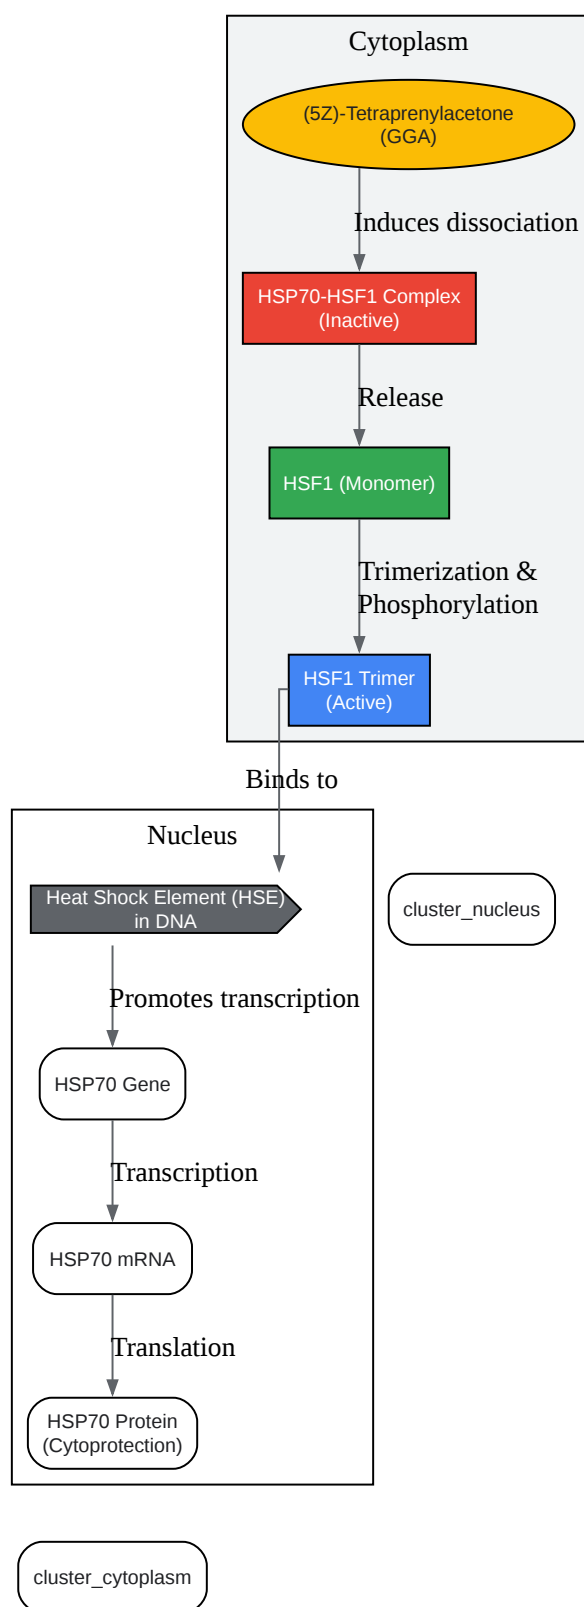 Cytoplasm
(5Z)-Tetraprenylacetone
(GGA)
Induces dissociation
HSP70-HSF1 Complex
(Inactive)
Release
HSF1 (Monomer)
Trimerization &
Phosphorylation
HSF1 Trimer
(Active)
Binds to
Nucleus
Heat Shock Element (HSE)
in DNA
cluster_nucleus
Promotes transcription
HSP70 Gene
Transcription
HSP70 mRNA
Translation
HSP70 Protein
(Cytoprotection)
cluster_cytoplasm